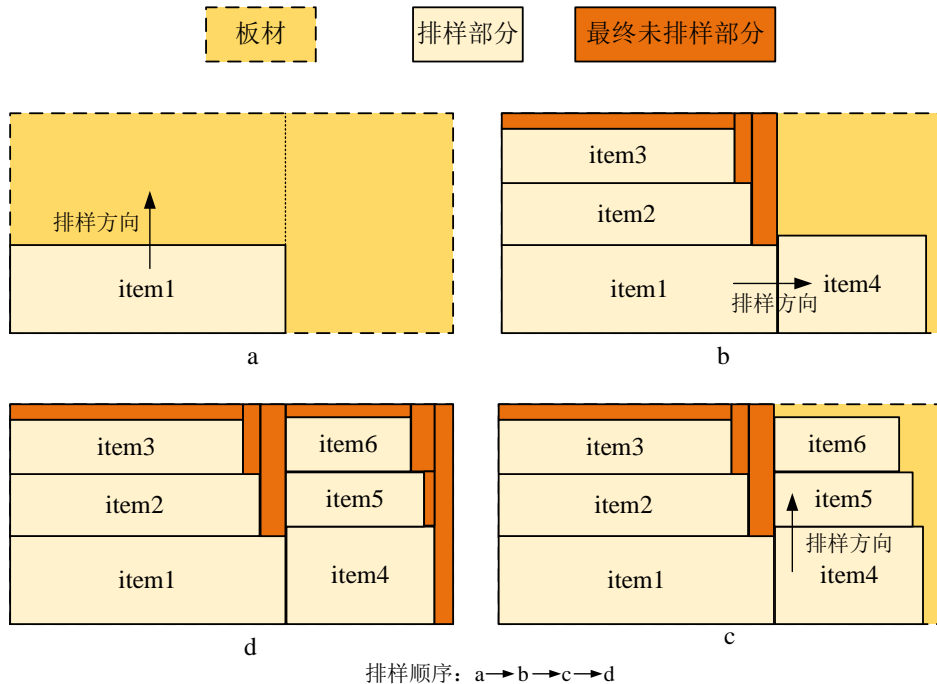 板材
排样部分
最终未排样部分
排样方向
item1
a
item3
item2
item1
item4
排样方向
b
item3
item2
item1
item6
item5
item4
d
item3
item2
item1
item6
item5
排样方向
item4
c
排样顺序：a→b→c→d